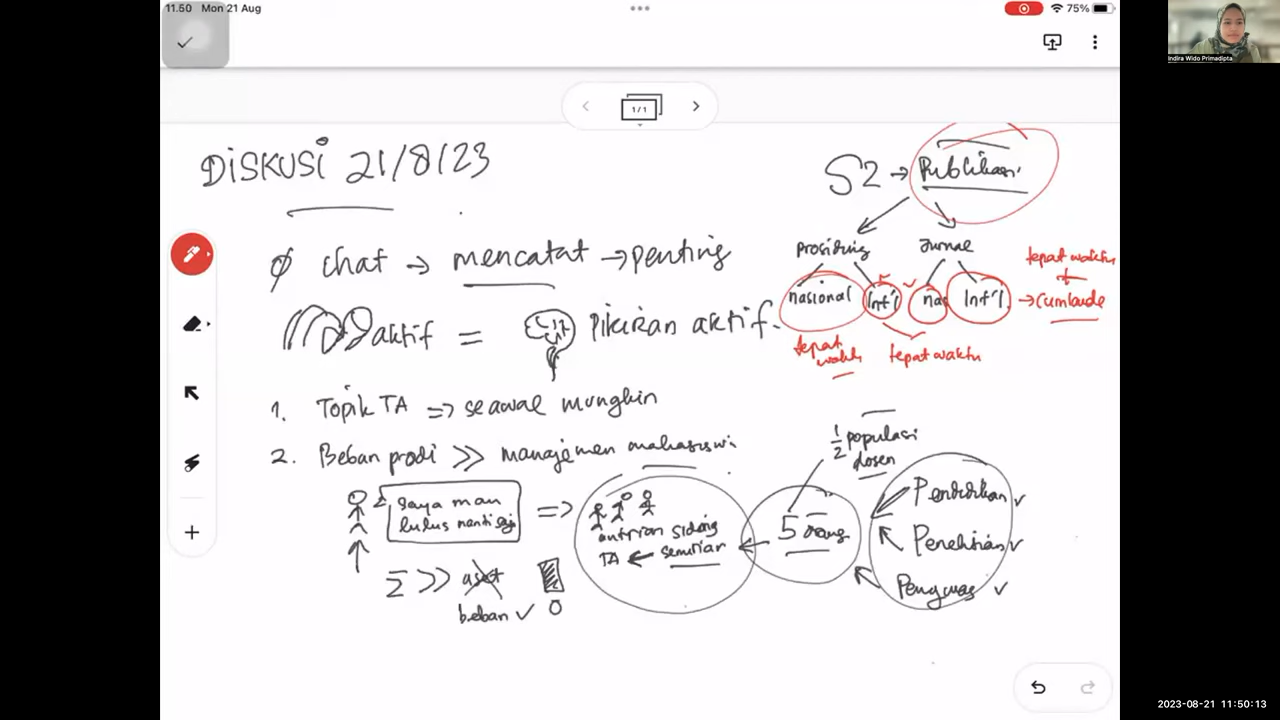 11.50 Mon 21 Aug
75%
Indira Wido Primadipta
1/1
DISKUSI 21/8/23
chat → mencatat → penting
aktif = pikiran aktif.
1. Topik TA => seawal mungkin
2. Beban prodi >> manajemen mahasiswa
saya mau
lulus nanti aja
=>
antrian sidang
TA ← seminar
5 orang
1/2 populasi
dosen
Pendidikan ✓
Penelitian ✓
Pengmas ✓
Σ >> aset
beban ✓
S2 → Publikasi
Prosiding Jurnal
nasional Int'l nas Int'l
tepat waktu
+
→ Cumlaude
tepat
waktu
tepat waktu
2023-08-21 11:50:13